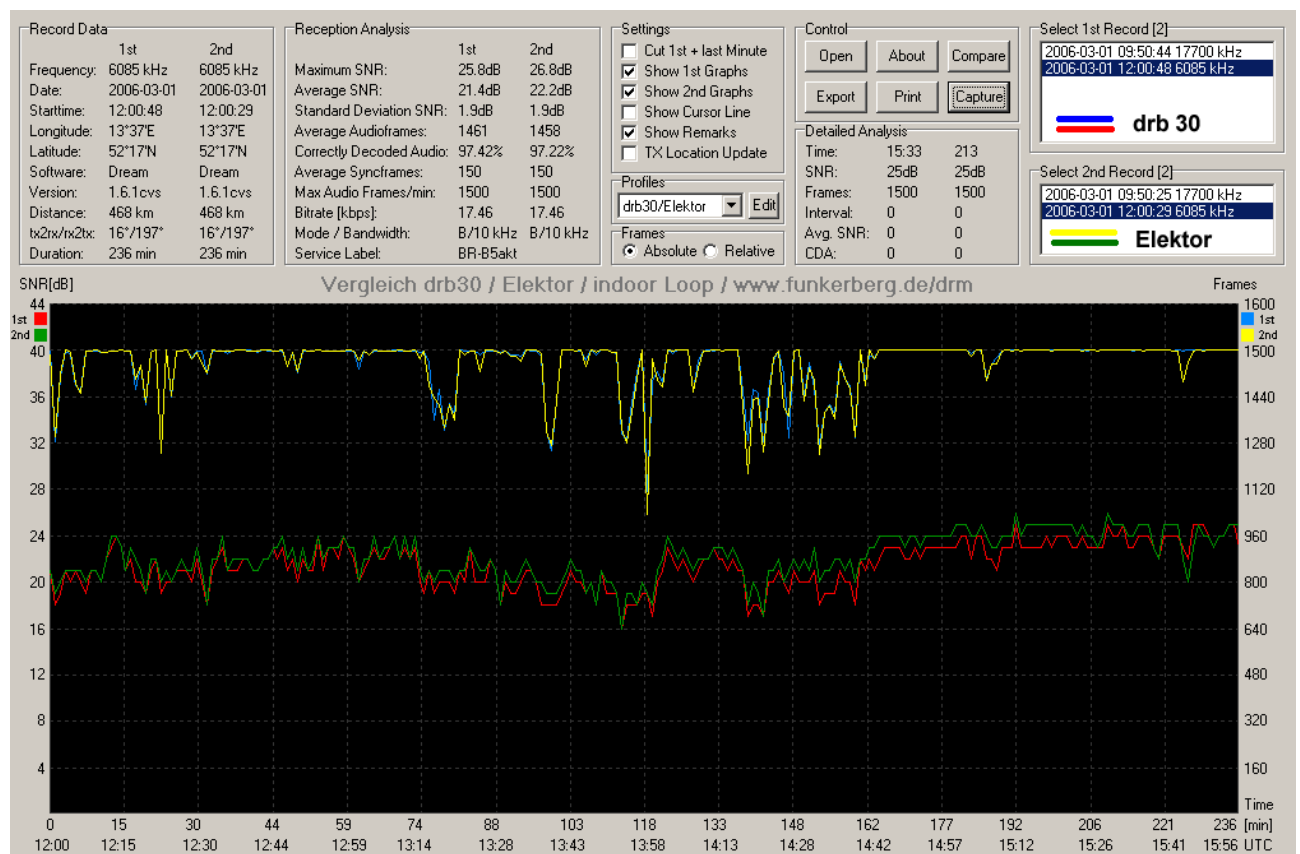 Record Data
1st 2nd
Frequency: 6085 kHz 6085 kHz
Date: 2006-03-01 2006-03-01
Starttime: 12:00:48 12:00:29
Longitude: 13°37'E 13°37'E
Latitude: 52°17'N 52°17'N
Software: Dream Dream
Version: 1.6.1cvs 1.6.1cvs
Distance: 468 km 468 km
tx2rx/rx2tx: 16°/197° 16°/197°
Duration: 236 min 236 min
Reception Analysis
1st 2nd
Maximum SNR: 25.8dB 26.8dB
Average SNR: 21.4dB 22.2dB
Standard Deviation SNR: 1.9dB 1.9dB
Average Audioframes: 1461 1458
Correctly Decoded Audio: 97.42% 97.22%
Average Syncframes: 150 150
Max Audio Frames/min: 1500 1500
Bitrate [kbps]: 17.46 17.46
Mode / Bandwidth: B/10 kHz B/10 kHz
Service Label: BR-B5akt
Settings
Cut 1st + last Minute
Show 1st Graphs
Show 2nd Graphs
Show Cursor Line
Show Remarks
TX Location Update
Profiles
drb30/Elektor Edit
Frames
Absolute Relative
Control
Open About Compare
Export Print Capture
Detailed Analysis
Time: 15:33 213
SNR: 25dB 25dB
Frames: 1500 1500
Interval: 0 0
Avg. SNR: 0 0
CDA: 0 0
Select 1st Record [2]
2006-03-01 09:50:44 17700 kHz
2006-03-01 12:00:48 6085 kHz
drb 30
Select 2nd Record [2]
2006-03-01 09:50:25 17700 kHz
2006-03-01 12:00:29 6085 kHz
Elektor
SNR[dB] Vergleich drb30 / Elektor / indoor Loop / www.funkerberg.de/drm Frames
44 1600
1st 1st
2nd 2nd
40 1500
36 1440
32 1280
28 1120
24 960
20 800
16 640
12 480
8 320
4 160
Time
0 15 30 44 59 74 88 103 118 133 148 162 177 192 206 221 236 [min]
12:00 12:15 12:30 12:44 12:59 13:14 13:28 13:43 13:58 14:13 14:28 14:42 14:57 15:12 15:26 15:41 15:56 UTC